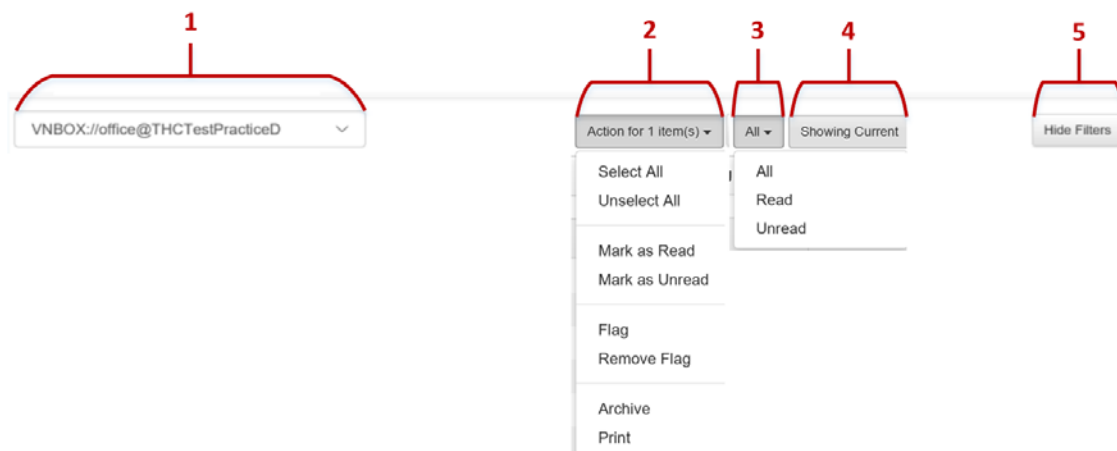 1 2 3 4 5
VNBOX://office@THCTestPracticeD Action for 1 item(s) All Showing Current Hide Filters
Select All
Unselect All
Mark as Read
Mark as Unread
Flag
Remove Flag
Archive
Print
All
Read
Unread